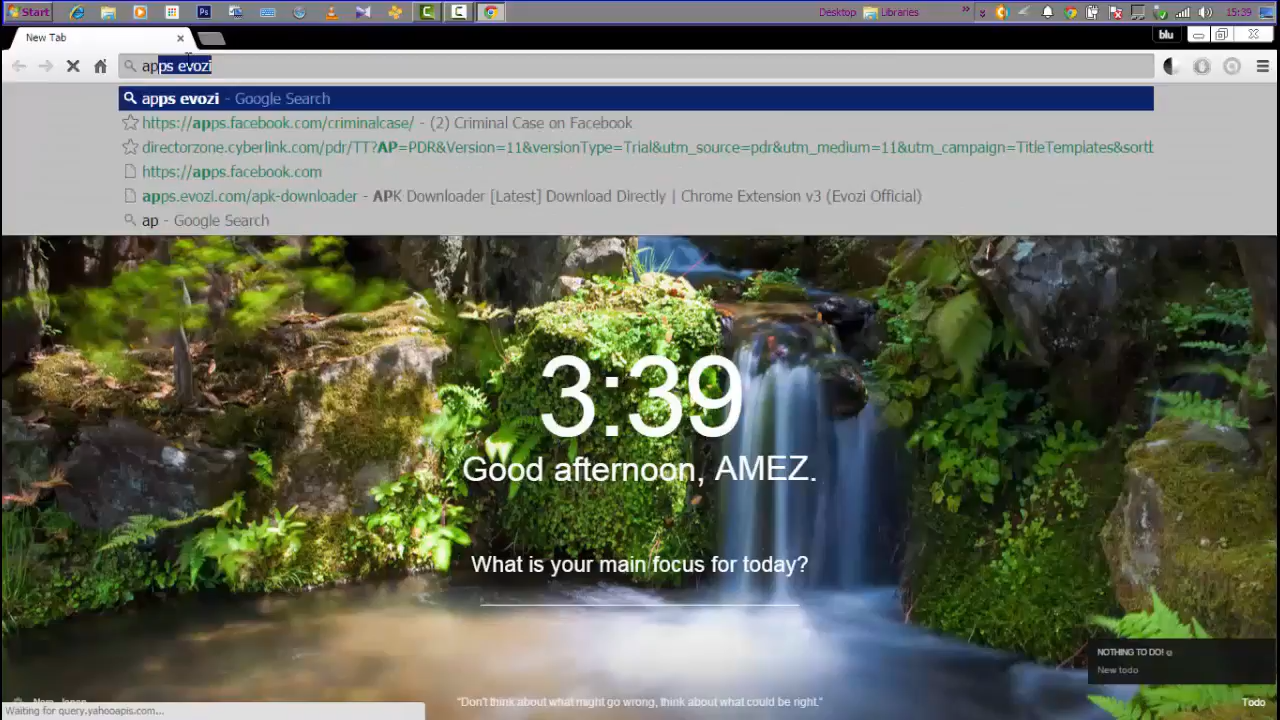 Start
Desktop
Libraries
»
15:39
New Tab
blu
apps evozi
apps evozi - Google Search
https://apps.facebook.com/criminalcase/ - (2) Criminal Case on Facebook
directorzone.cyberlink.com/pdr/TT?AP=PDR&Version=11&versionType=Trial&utm_source=pdr&utm_medium=11&utm_campaign=TitleTemplates&sortt
https://apps.facebook.com
apps.evozi.com/apk-downloader - APK Downloader [Latest] Download Directly | Chrome Extension v3 (Evozi Official)
ap - Google Search
3:39
Good afternoon, AMEZ.
What is your main focus for today?
NOTHING TO DO!
New todo
"Don't think about what might go wrong, think about what could be right."
Todo
Waiting for query.yahooapis.com...